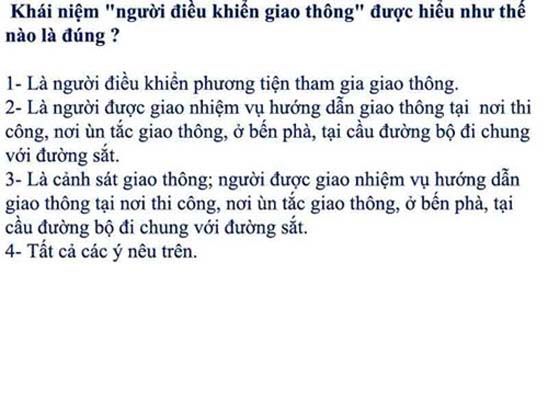 Khái niệm "người điều khiển giao thông" được hiểu như thế
nào là đúng ?
1- Là người điều khiển phương tiện tham gia giao thông.
2- Là người được giao nhiệm vụ hướng dẫn giao thông tại nơi thi
công, nơi ùn tắc giao thông, ở bến phà, tại cầu đường bộ đi chung
với đường sắt.
3- Là cảnh sát giao thông; người được giao nhiệm vụ hướng dẫn
giao thông tại nơi thi công, nơi ùn tắc giao thông, ở bến phà, tại
cầu đường bộ đi chung với đường sắt.
4- Tất cả các ý nêu trên.